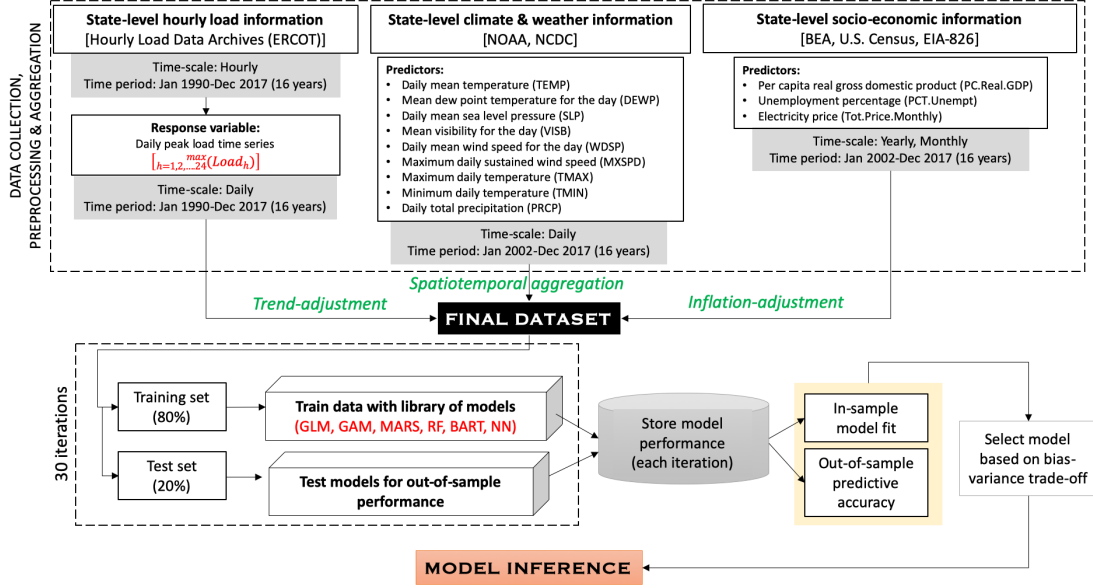 DATA COLLECTION,
PREPROCESSING & AGGREGATION
State-level hourly load information
[Hourly Load Data Archives (ERCOT)]
Time-scale: Hourly
Time period: Jan 1990-Dec 2017 (16 years)
Response variable:
Daily peak load time series
[ max h=1,2,….24 (Load_h)]
Time-scale: Daily
Time period: Jan 1990-Dec 2017 (16 years)
State-level climate & weather information
[NOAA, NCDC]
Predictors:
• Daily mean temperature (TEMP)
• Mean dew point temperature for the day (DEWP)
• Daily mean sea level pressure (SLP)
• Mean visibility for the day (VISB)
• Daily mean wind speed for the day (WDSP)
• Maximum daily sustained wind speed (MXSPD)
• Maximum daily temperature (TMAX)
• Minimum daily temperature (TMIN)
• Daily total precipitation (PRCP)
Time-scale: Daily
Time period: Jan 2002-Dec 2017 (16 years)
State-level socio-economic information
[BEA, U.S. Census, EIA-826]
Predictors:
• Per capita real gross domestic product (PC.Real.GDP)
• Unemployment percentage (PCT.Unempt)
• Electricity price (Tot.Price.Monthly)
Time-scale: Yearly, Monthly
Time period: Jan 2002-Dec 2017 (16 years)
Trend-adjustment
Spatiotemporal aggregation
Inflation-adjustment
FINAL DATASET
30 iterations
Training set
(80%)
Train data with library of models
(GLM, GAM, MARS, RF, BART, NN)
Test set
(20%)
Test models for out-of-sample
performance
Store model
performance
(each iteration)
In-sample
model fit
Out-of-sample
predictive
accuracy
Select model
based on bias-
variance trade-off
MODEL INFERENCE